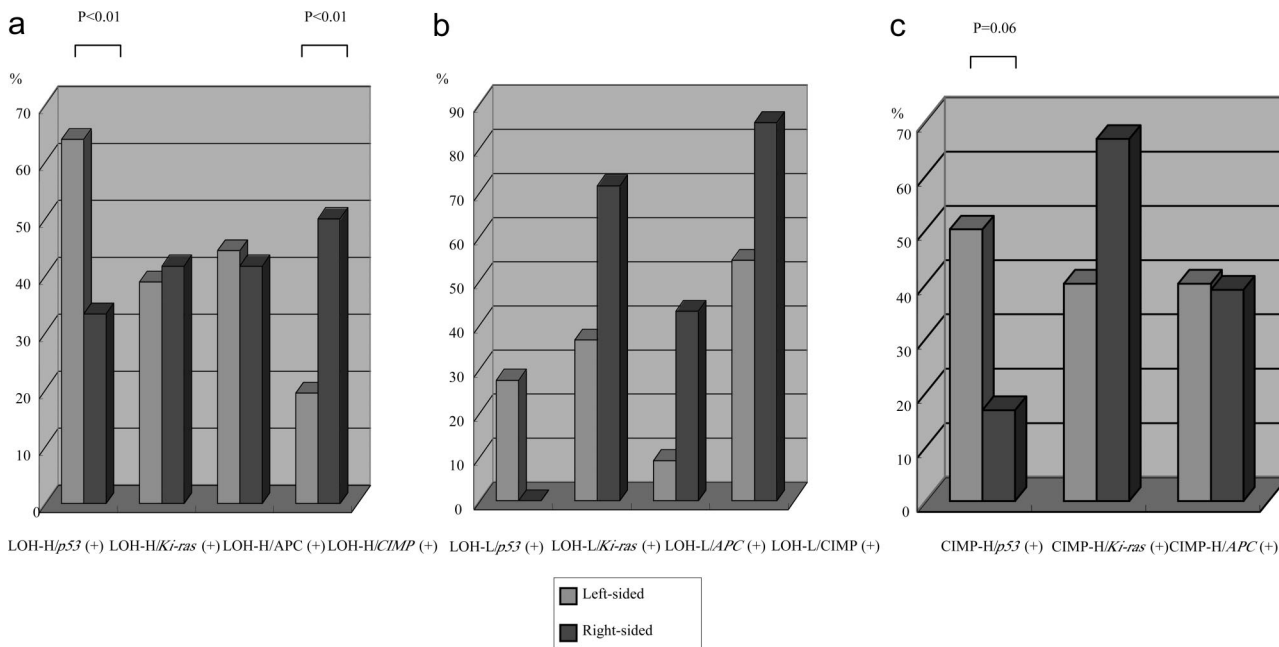 a
P<0.01
P<0.01
%
70
60
50
40
30
20
10
0
LOH-H/p53 (+) LOH-H/Ki-ras (+) LOH-H/APC (+) LOH-H/CIMP (+)
b
%
90
80
70
60
50
40
30
20
10
0
LOH-L/p53 (+) LOH-L/Ki-ras (+) LOH-L/APC (+) LOH-L/CIMP (+)
c
P=0.06
%
70
60
50
40
30
20
10
0
CIMP-H/p53 (+) CIMP-H/Ki-ras (+) CIMP-H/APC (+)
Left-sided
Right-sided